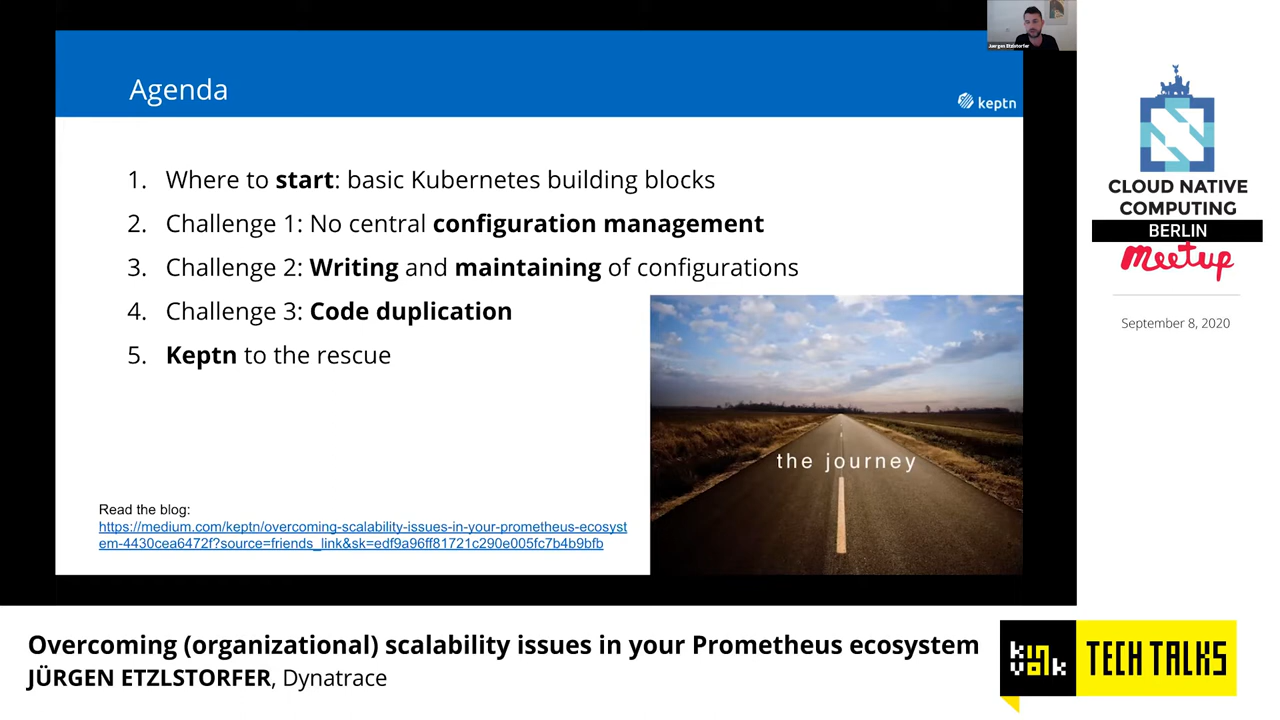 Agenda
keptn
Juergen Etzlstorfer
1. Where to start: basic Kubernetes building blocks
2. Challenge 1: No central configuration management
3. Challenge 2: Writing and maintaining of configurations
4. Challenge 3: Code duplication
5. Keptn to the rescue
the journey
Read the blog:
https://medium.com/keptn/overcoming-scalability-issues-in-your-prometheus-ecosyst
em-4430cea6472f?source=friends_link&sk=edf9a96ff81721c290e005fc7b4b9bfb
CLOUD NATIVE
COMPUTING
BERLIN
meetup
September 8, 2020
Overcoming (organizational) scalability issues in your Prometheus ecosystem
JÜRGEN ETZLSTORFER, Dynatrace
kinvolk
TECH TALKS